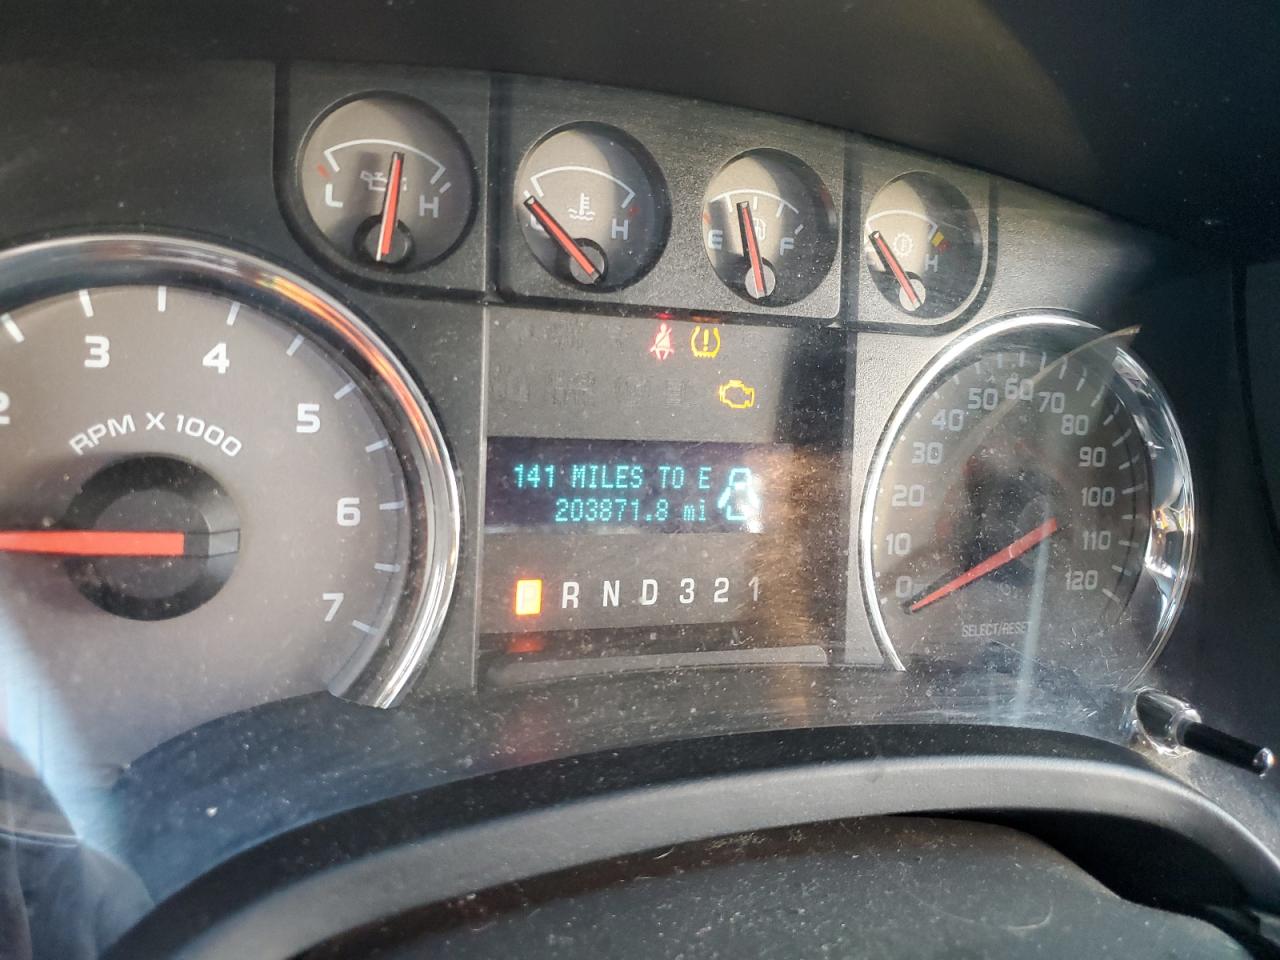 L H
C H
E F
H
2 3 4 5 6 7
RPM X 1000
141 MILES TO E
203871.8 mi
P R N D 3 2 1
0 10 20 30 40 50 60 70 80 90 100 110 120
SELECT/RESET